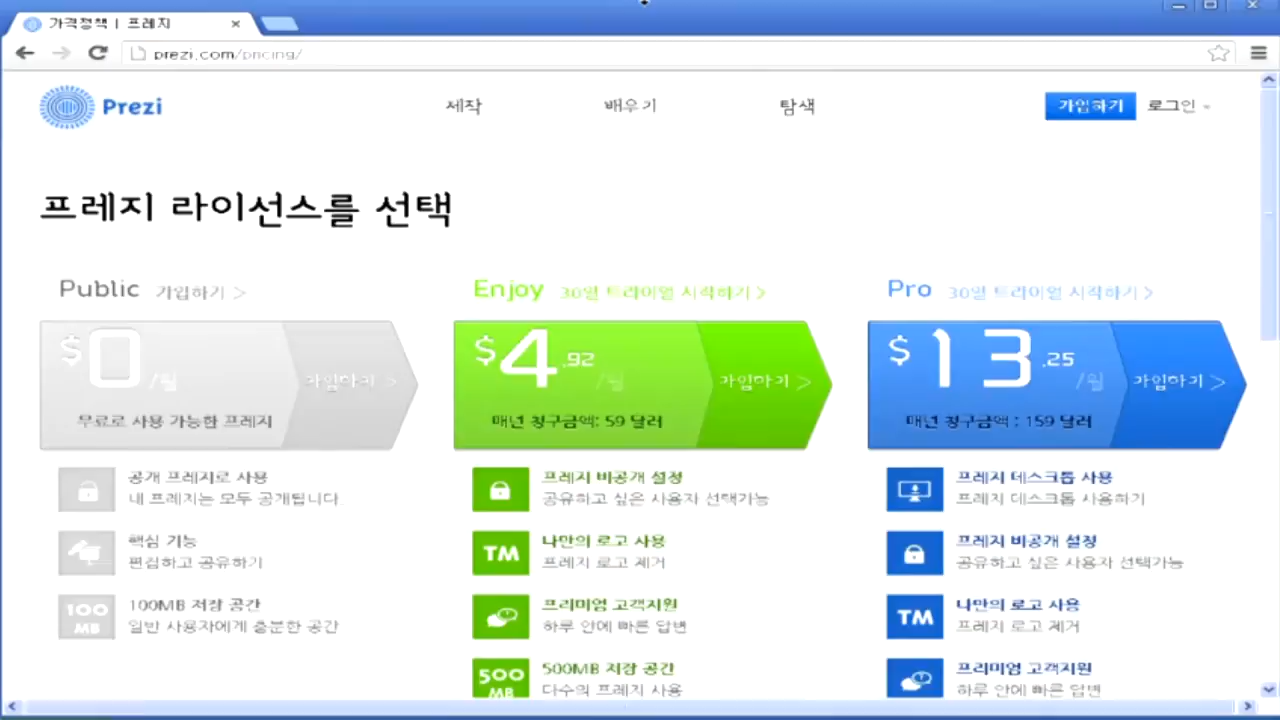 가격정책 | 프레지
prezi.com/pricing/
Prezi
제작
배우기
탐색
가입하기
로그인
프레지 라이선스를 선택
Public 가입하기 >
$0/월
가입하기 >
무료로 사용 가능한 프레지
공개 프레지로 사용
내 프레지는 모두 공개됩니다
핵심 기능
편집하고 공유하기
100 MB
100MB 저장 공간
일반 사용자에게 충분한 공간
Enjoy 30일 트라이얼 시작하기 >
$4.92/월
가입하기 >
매년 청구금액: 59 달러
프레지 비공개 설정
공유하고 싶은 사용자 선택가능
TM
나만의 로고 사용
프레지 로고 제거
프리미엄 고객지원
하루 안에 빠른 답변
500 MB
500MB 저장 공간
다수의 프레지 사용
Pro 30일 트라이얼 시작하기 >
$13.25/월
가입하기 >
매년 청구금액 : 159 달러
프레지 데스크톱 사용
프레지 데스크톱 사용하기
프레지 비공개 설정
공유하고 싶은 사용자 선택가능
TM
나만의 로고 사용
프레지 로고 제거
프리미엄 고객지원
하루 안에 빠른 답변